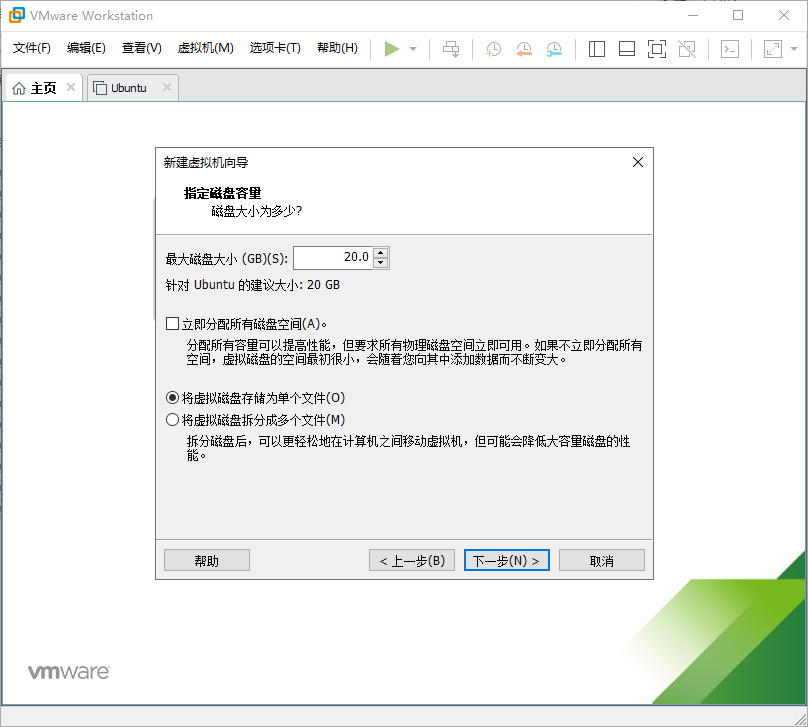 VMware Workstation
文件(F) 编辑(E) 查看(V) 虚拟机(M) 选项卡(T) 帮助(H)
主页 Ubuntu
新建虚拟机向导
指定磁盘容量
磁盘大小为多少?
最大磁盘大小 (GB)(S): 20.0
针对 Ubuntu 的建议大小: 20 GB
立即分配所有磁盘空间(A)。
分配所有容量可以提高性能，但要求所有物理磁盘空间立即可用。如果不立即分配所有
空间，虚拟磁盘的空间最初很小，会随着您向其中添加数据而不断变大。
将虚拟磁盘存储为单个文件(O)
将虚拟磁盘拆分成多个文件(M)
拆分磁盘后，可以更轻松地在计算机之间移动虚拟机，但可能会降低大容量磁盘的性
能。
帮助 < 上一步(B) 下一步(N) > 取消
vmware